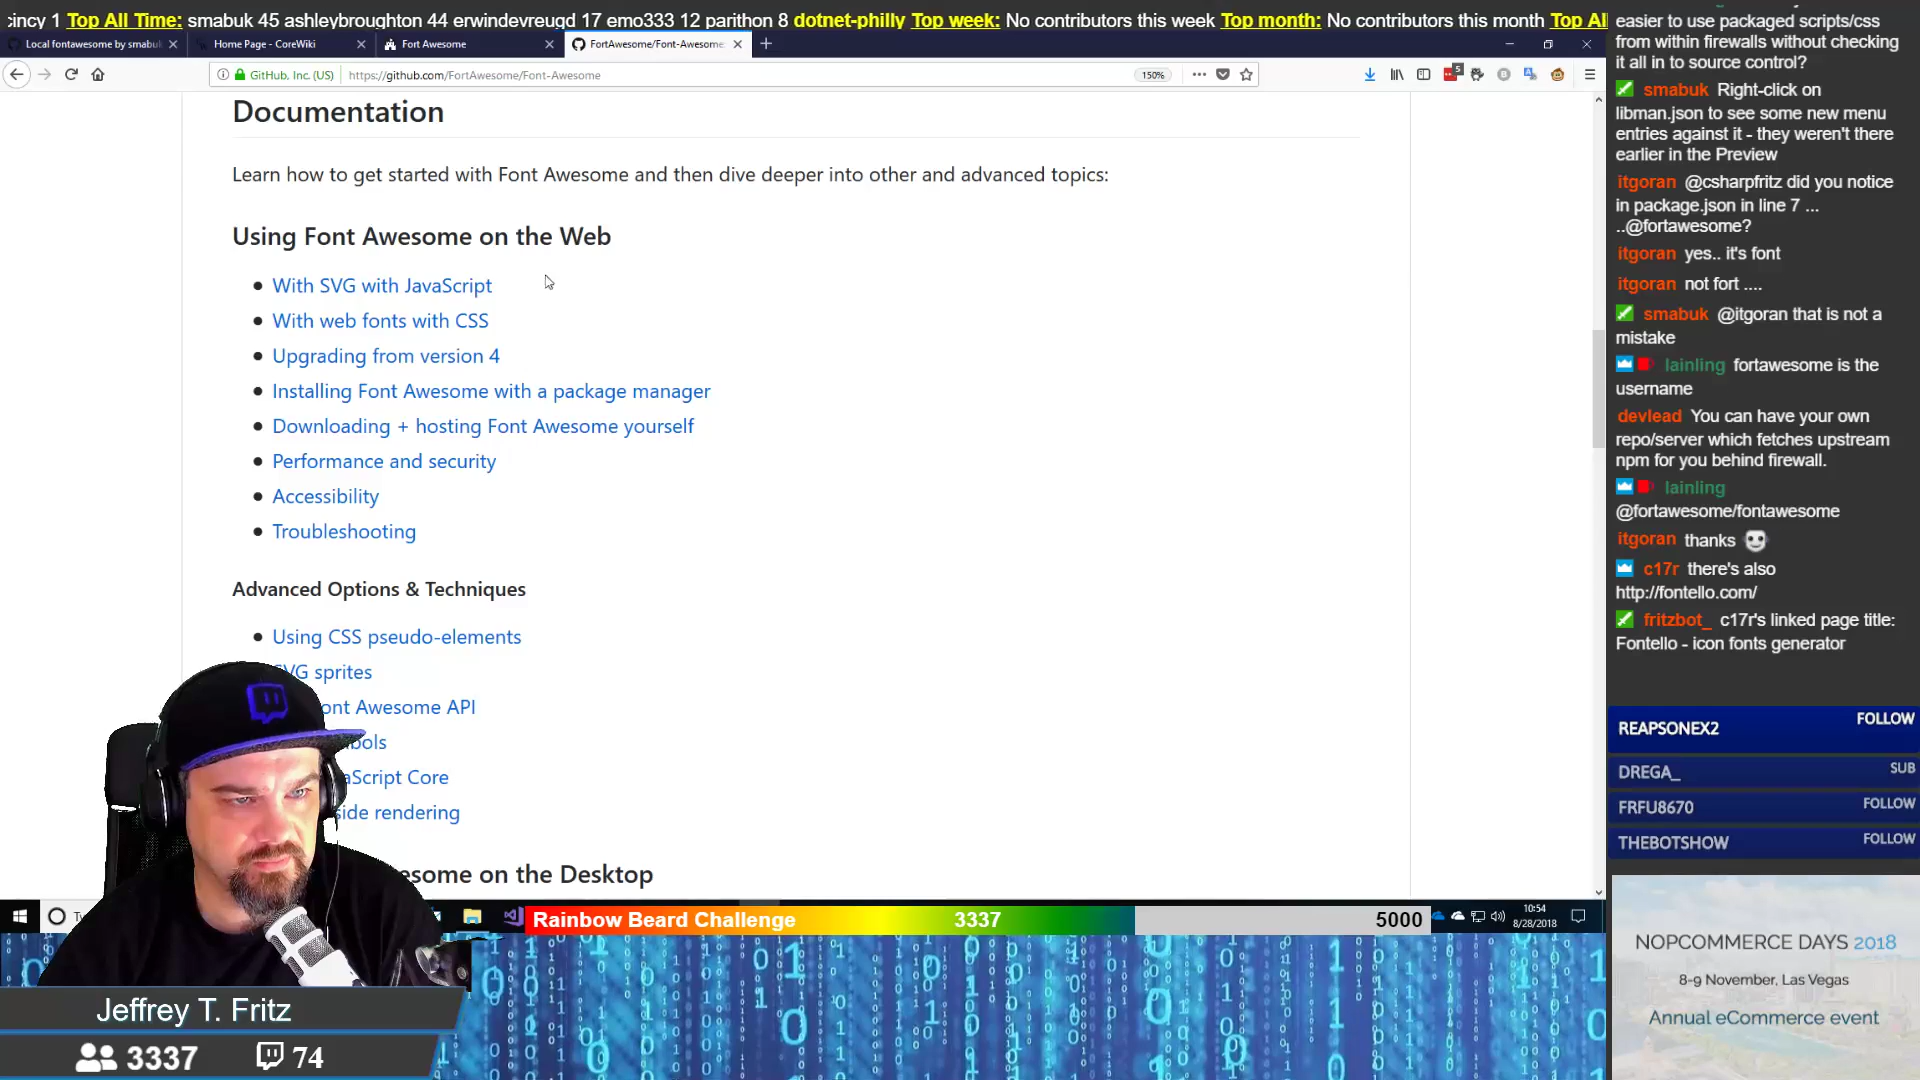 :incy 1 Top All Time: smabuk 45 ashleybroughton 44 erwindevreugd 17 emo333 12 parithon 8 dotnet-philly Top week: No contributors this week Top month: No contributors this month Top All
Local fontawesome by smabuk
Home Page - CoreWiki
Fort Awesome
FortAwesome/Font-Awesome:
GitHub, Inc. (US)
https://github.com/FortAwesome/Font-Awesome
150%
5
Documentation
Learn how to get started with Font Awesome and then dive deeper into other and advanced topics:
Using Font Awesome on the Web
With SVG with JavaScript
With web fonts with CSS
Upgrading from version 4
Installing Font Awesome with a package manager
Downloading + hosting Font Awesome yourself
Performance and security
Accessibility
Troubleshooting
Advanced Options & Techniques
Using CSS pseudo-elements
VG sprites
ont Awesome API
bols
aScript Core
side rendering
esome on the Desktop
easier to use packaged scripts/css
from within firewalls without checking
it all in to source control?
smabuk Right-click on
libman.json to see some new menu
entries against it - they weren't there
earlier in the Preview
itgoran @csharpfritz did you notice
in package.json in line 7 ...
..@fortawesome?
itgoran yes.. it's font
itgoran not fort ....
smabuk @itgoran that is not a
mistake
lainling fortawesome is the
username
devlead You can have your own
repo/server which fetches upstream
npm for you behind firewall.
lainling
@fortawesome/fontawesome
itgoran thanks
c17r there's also
http://fontello.com/
fritzbot_ c17r's linked page title:
Fontello - icon fonts generator
REAPSONEX2 FOLLOW
DREGA_ SUB
FRFU8670 FOLLOW
THEBOTSHOW FOLLOW
Rainbow Beard Challenge 3337 5000
10:54
8/28/2018
NOPCOMMERCE DAYS 2018
8-9 November, Las Vegas
Annual eCommerce event
Jeffrey T. Fritz
3337 74